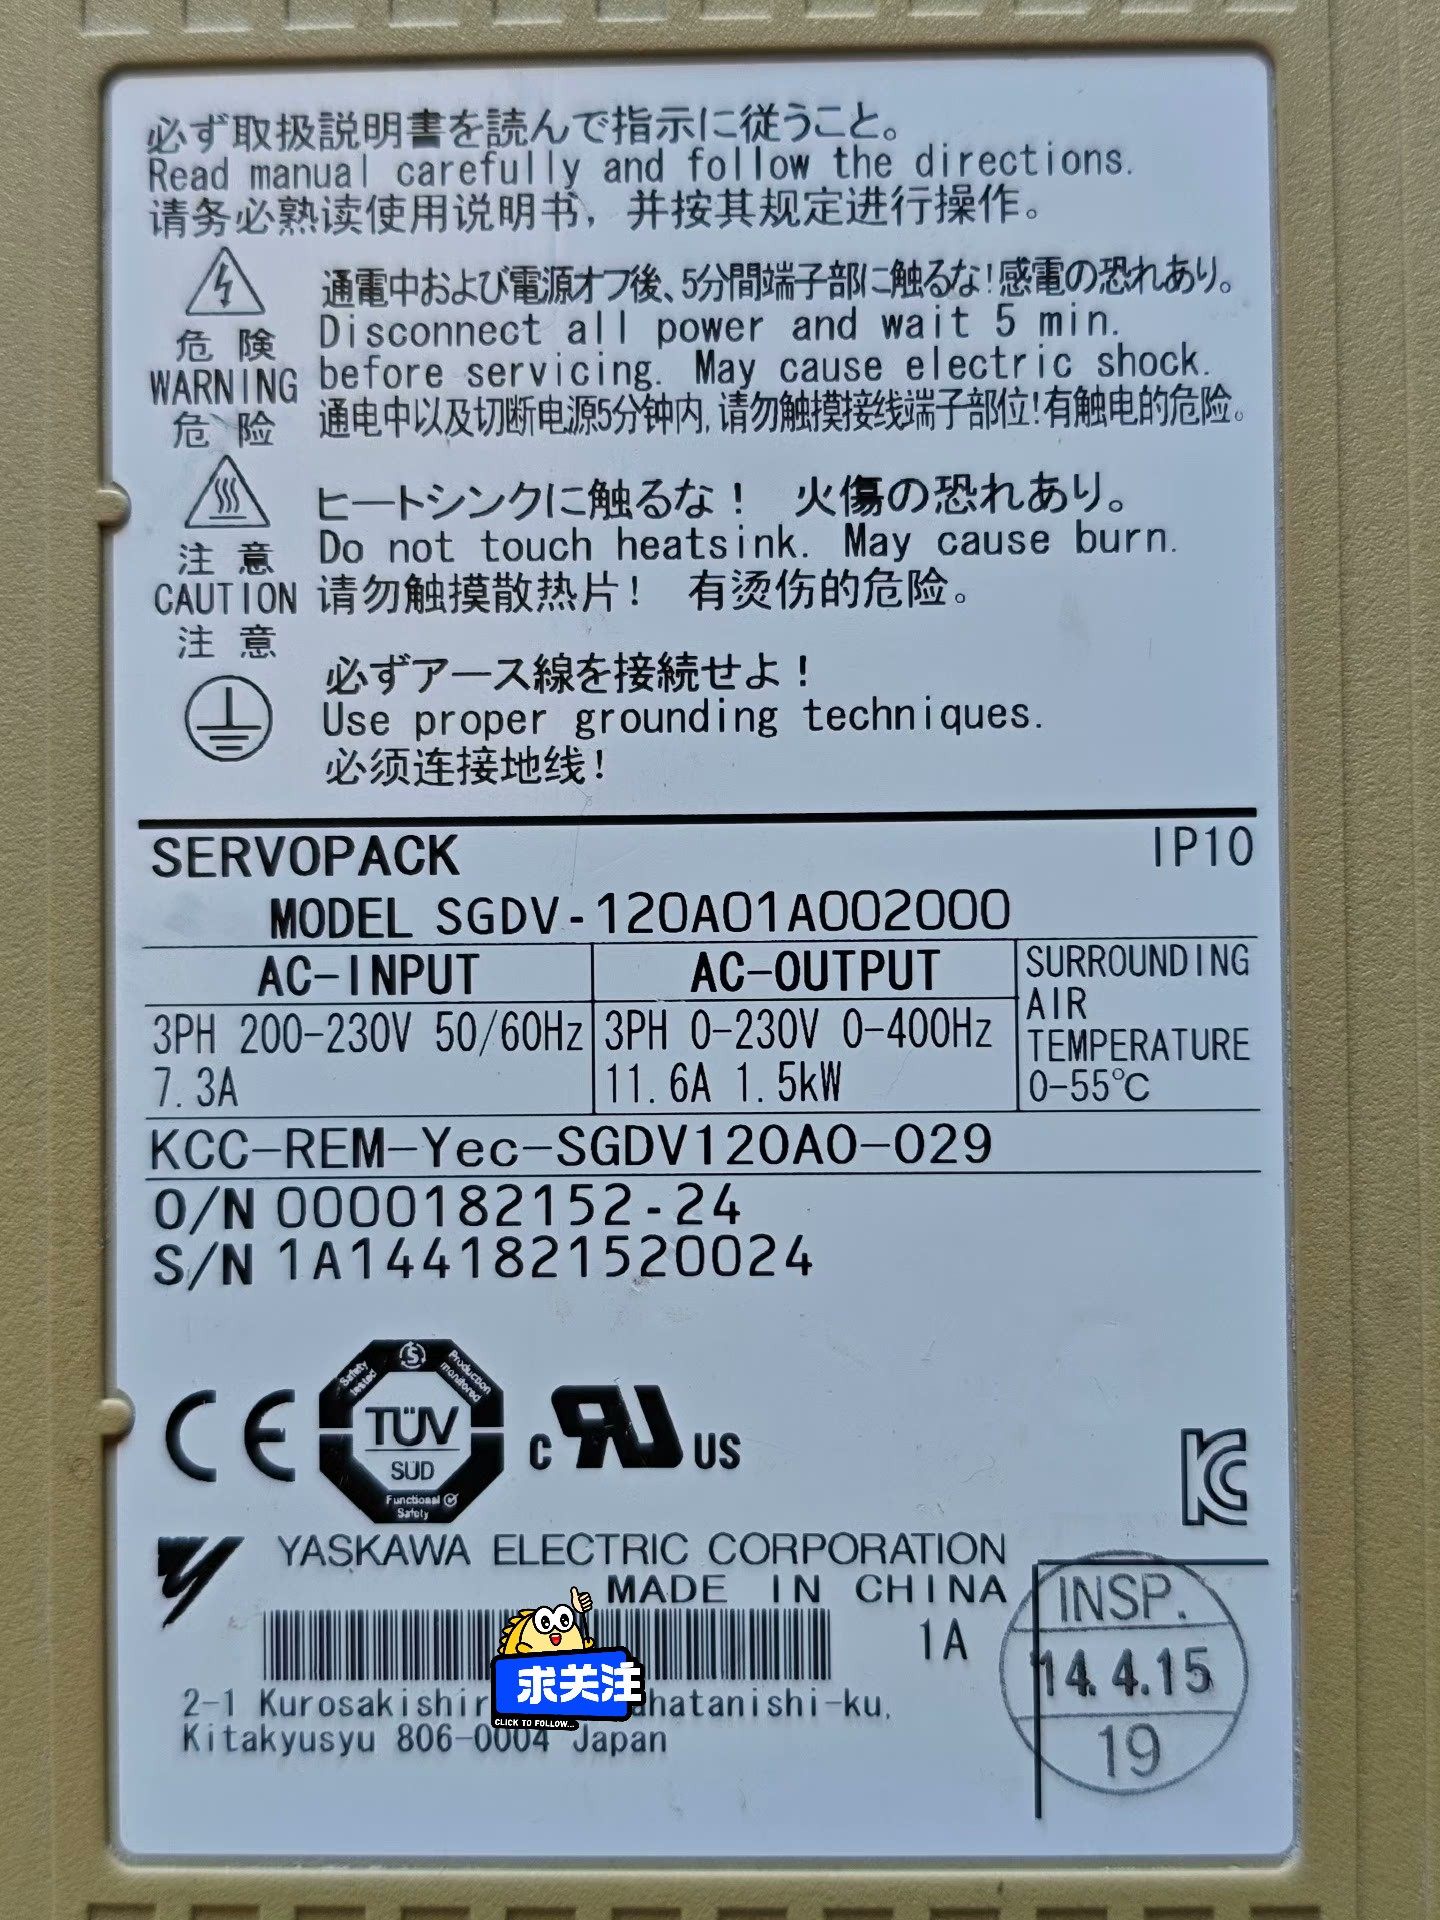 必ず取扱説明書を読んで指示に従うこと。
Read manual carefully and follow the directions.
请务必熟读使用说明书，并按其规定进行操作。
危 険
WARNING
危 险
通電中および電源オフ後、5分間端子部に触るな!感電の恐れあり。
Disconnect all power and wait 5 min.
before servicing. May cause electric shock.
通电中以及切断电源5分钟内,请勿触摸接线端子部位!有触电的危险。
注 意
CAUTION
注 意
ヒートシンクに触るな！ 火傷の恐れあり。
Do not touch heatsink. May cause burn.
请勿触摸散热片！ 有烫伤的危险。
必ずアース線を接続せよ！
Use proper grounding techniques.
必须连接地线！
SERVOPACK IP10
MODEL SGDV-120A01A002000
AC-INPUT
3PH 200-230V 50/60Hz
7.3A
AC-OUTPUT
3PH 0-230V 0-400Hz
11.6A 1.5kW
SURROUNDING
AIR
TEMPERATURE
0-55℃
KCC-REM-Yec-SGDV120A0-029
O/N 0000182152-24
S/N 1A1441821520024
CE
Safety tested
Production monitored
TÜV
SÜD
Functional
Safety
c RU US
KC
YASKAWA ELECTRIC CORPORATION
MADE IN CHINA
1A
求关注
CLICK TO FOLLOW...
2-1
Kitakyusyu 806-0004 Japan
INSP.
14.4.15
19